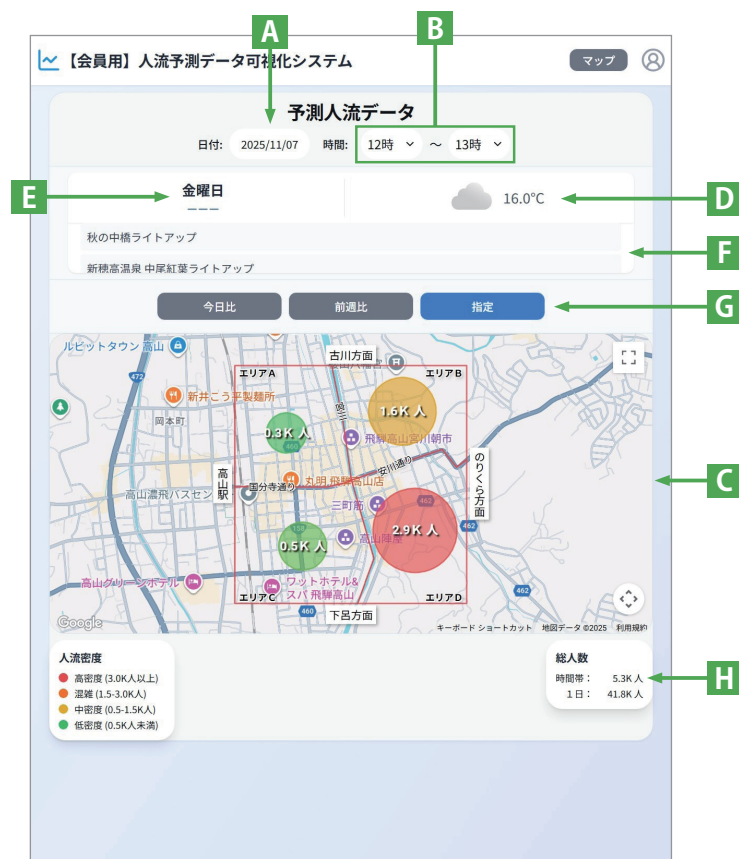 A
B
【会員用】人流予測データ可視化システム
マップ
予測人流データ
日付: 2025/11/07 時間: 12時 ～ 13時
E
金曜日
ーーー
16.0°C
D
秋の中橋ライトアップ
F
新穂高温泉 中尾紅葉ライトアップ
今日比
前週比
指定
G
ルビットタウン 高山
古川方面
472
エリアA
エリアB
新井こう平製麺所
1.6K 人
岡本町
宮川
0.3K 人
460
飛騨高山宮川朝市
安川通り
のりくら方面
高山駅
国分寺通り
丸明 飛騨高山店
C
高山濃飛バスセン
三町筋
462
462
158
2.9K 人
0.5K 人
高山陣屋
高山グリーンホテル
ワットホテル&
スパ 飛騨高山
462
エリアC
エリアD
460
下呂方面
Google
キーボード ショートカット 地図データ ©2025 利用規約
人流密度
高密度 (3.0K人以上)
混雑 (1.5-3.0K人)
中密度 (0.5-1.5K人)
低密度 (0.5K人未満)
総人数
時間帯： 5.3K 人
1日： 41.8K 人
H